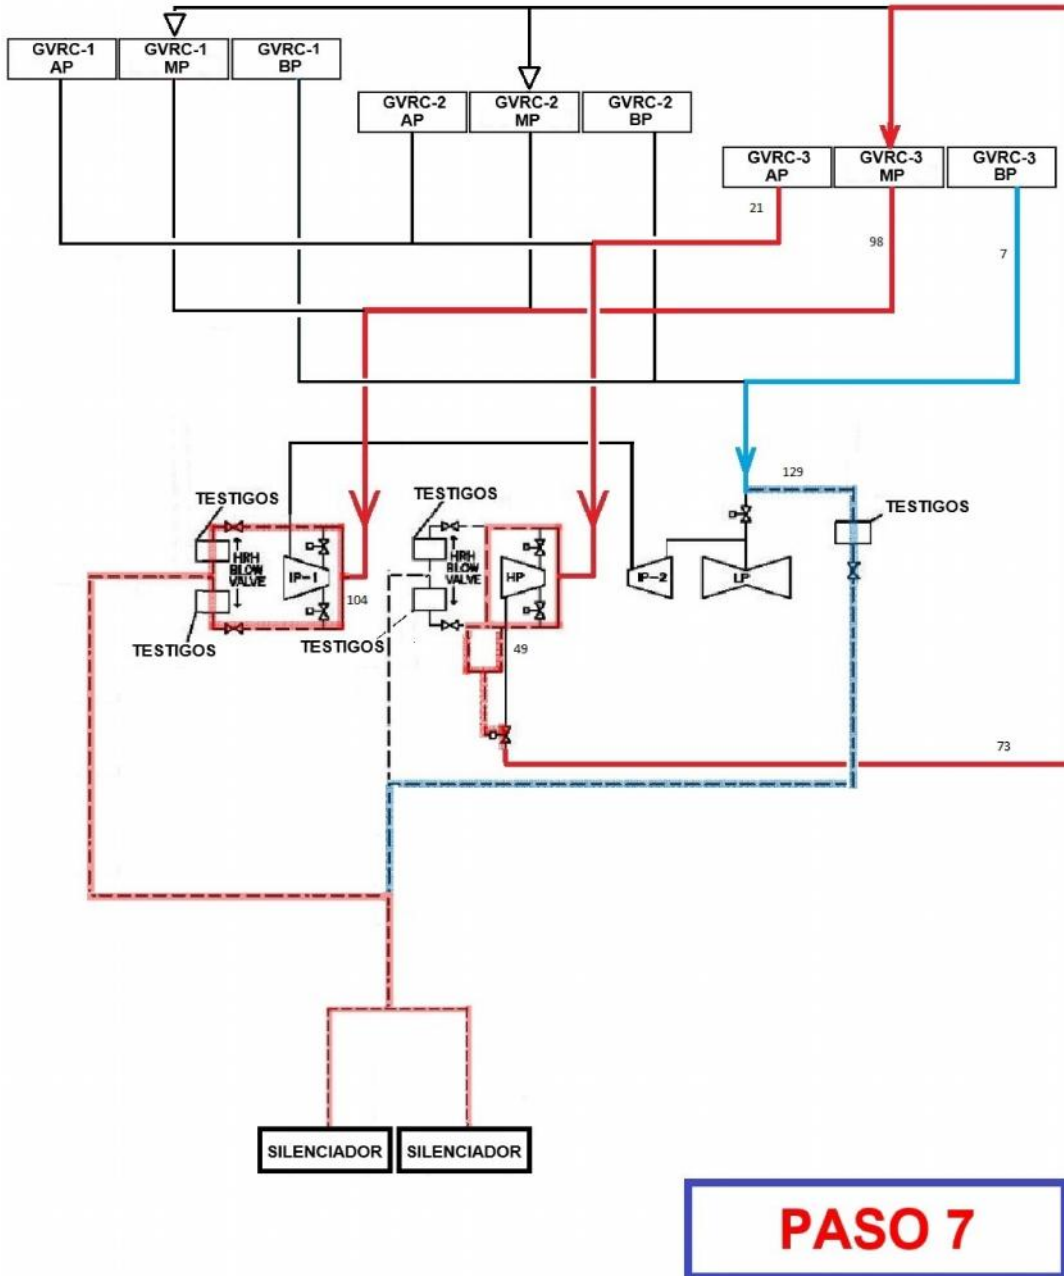 GVRC-1
AP
GVRC-1
MP
GVRC-1
BP
GVRC-2
AP
GVRC-2
MP
GVRC-2
BP
GVRC-3
AP
GVRC-3
MP
GVRC-3
BP
21
98
7
129
TESTIGOS
TESTIGOS
TESTIGOS
HRH
BLOW
VALVE
IP-1
104
TESTIGOS
HRH
BLOW
VALVE
HP
TESTIGOS
49
IP-2
LP
73
SILENCIADOR
SILENCIADOR
PASO 7